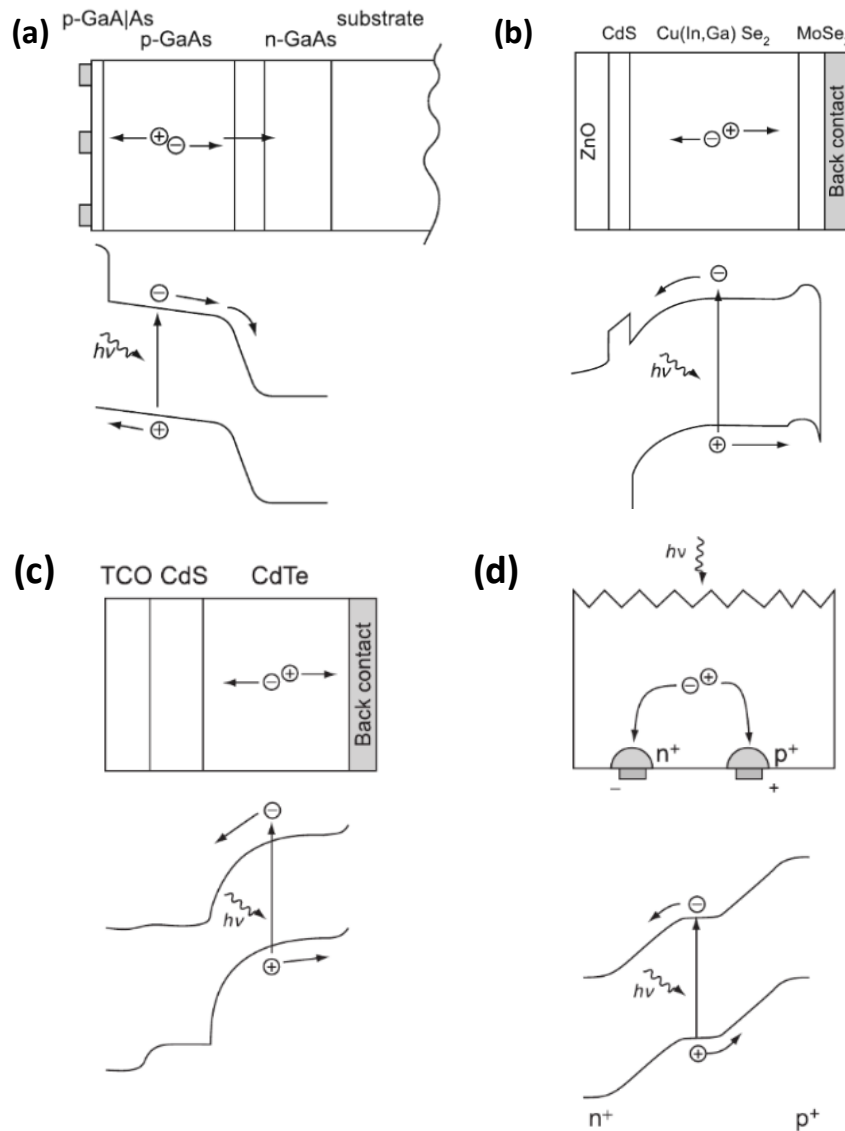 (a)
p-GaA|As
p-GaAs
n-GaAs
substrate
hν
(b)
CdS
Cu(In,Ga) Se₂
MoSe₂
ZnO
Back contact
hν
(c)
TCO
CdS
CdTe
Back contact
hν
(d)
hν
n⁺
p⁺
−
+
hν
n⁺
p⁺